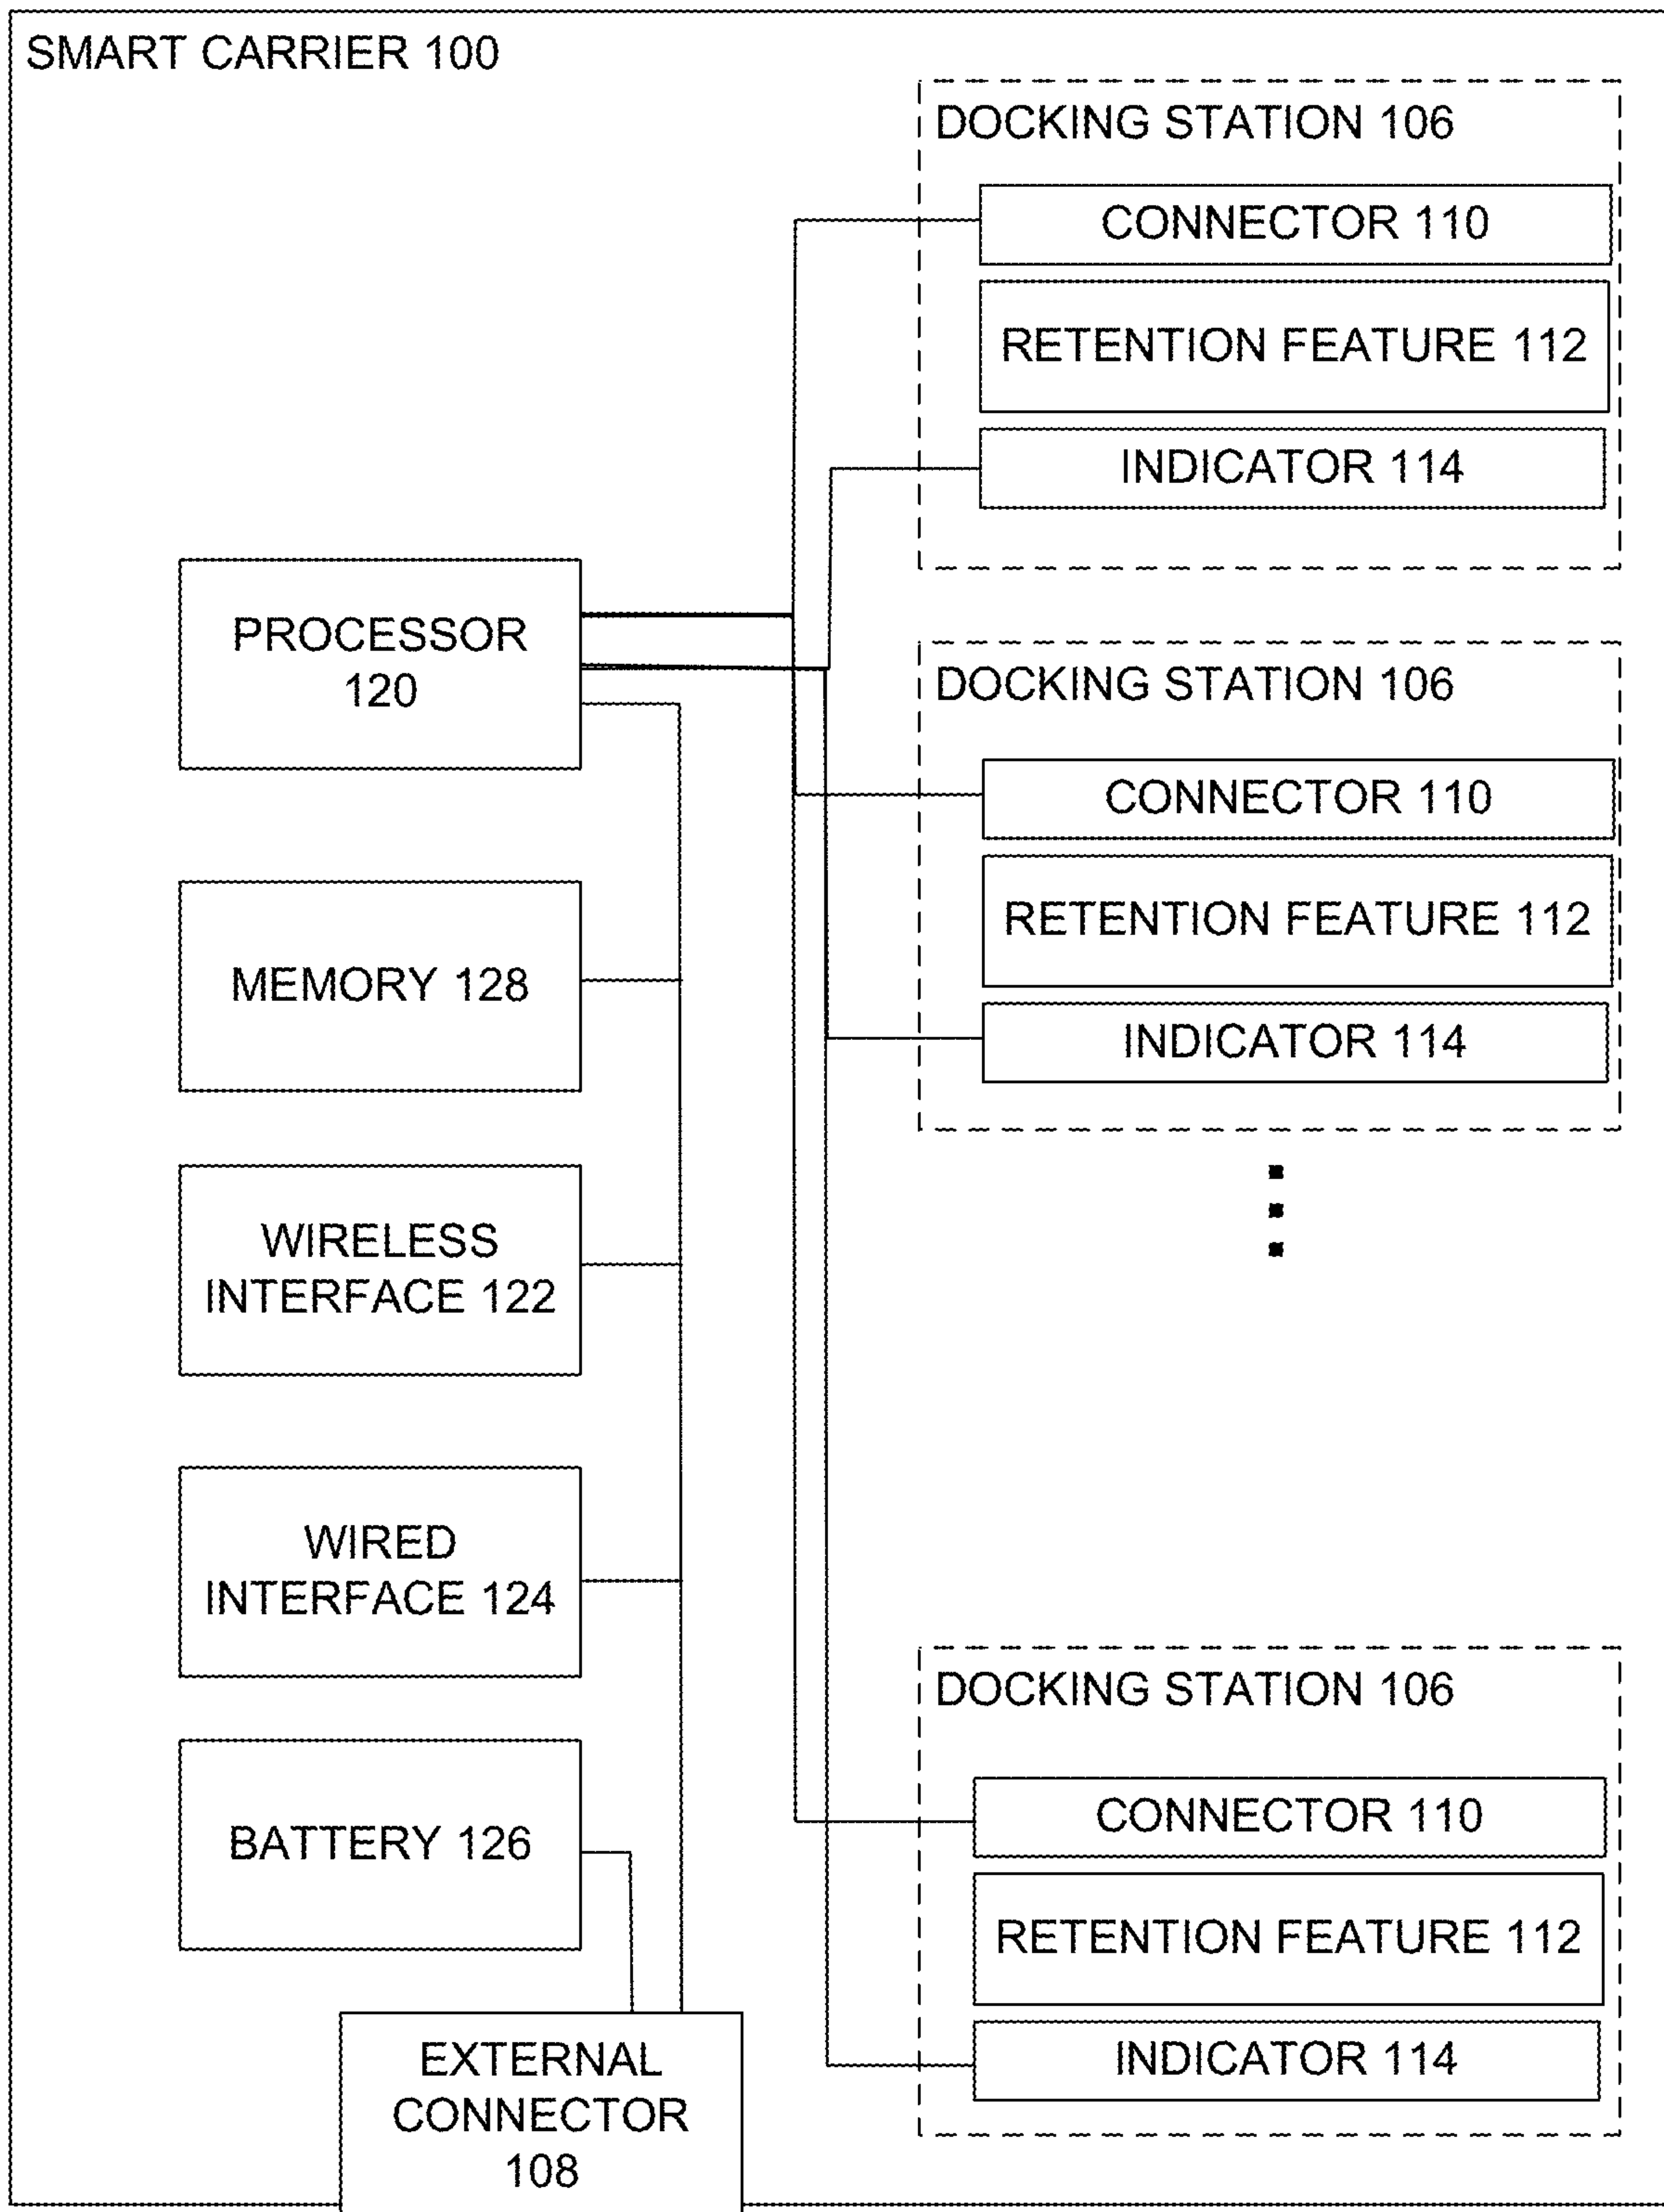 SMART CARRIER 100
DOCKING STATION 106
CONNECTOR 110
RETENTION FEATURE 112
INDICATOR 114
PROCESSOR
120
DOCKING STATION 106
CONNECTOR 110
RETENTION FEATURE 112
INDICATOR 114
MEMORY 128
WIRELESS
INTERFACE 122
WIRED
INTERFACE 124
BATTERY 126
DOCKING STATION 106
CONNECTOR 110
RETENTION FEATURE 112
INDICATOR 114
EXTERNAL
CONNECTOR
108